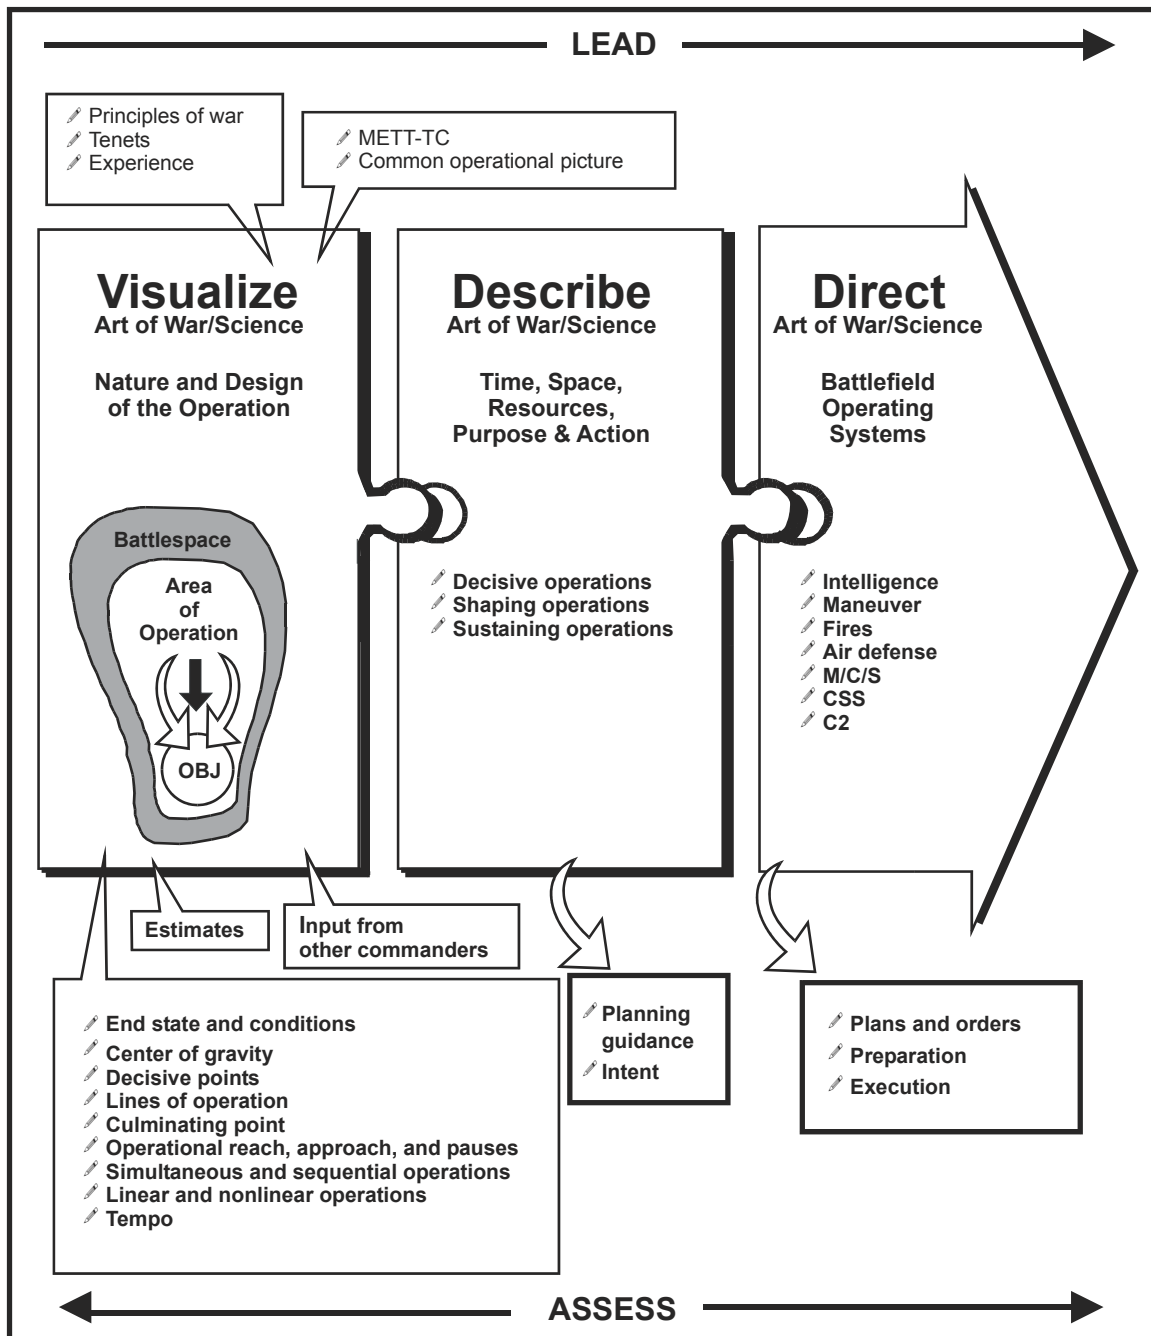 LEAD
Principles of war
Tenets
Experience
METT-TC
Common operational picture
Visualize
Art of War/Science
Nature and Design
of the Operation
Battlespace
Area
of
Operation
OBJ
Describe
Art of War/Science
Time, Space,
Resources,
Purpose & Action
Decisive operations
Shaping operations
Sustaining operations
Direct
Art of War/Science
Battlefield
Operating
Systems
Intelligence
Maneuver
Fires
Air defense
M/C/S
CSS
C2
Estimates
Input from
other commanders
End state and conditions
Center of gravity
Decisive points
Lines of operation
Culminating point
Operational reach, approach, and pauses
Simultaneous and sequential operations
Linear and nonlinear operations
Tempo
Planning
guidance
Intent
Plans and orders
Preparation
Execution
ASSESS